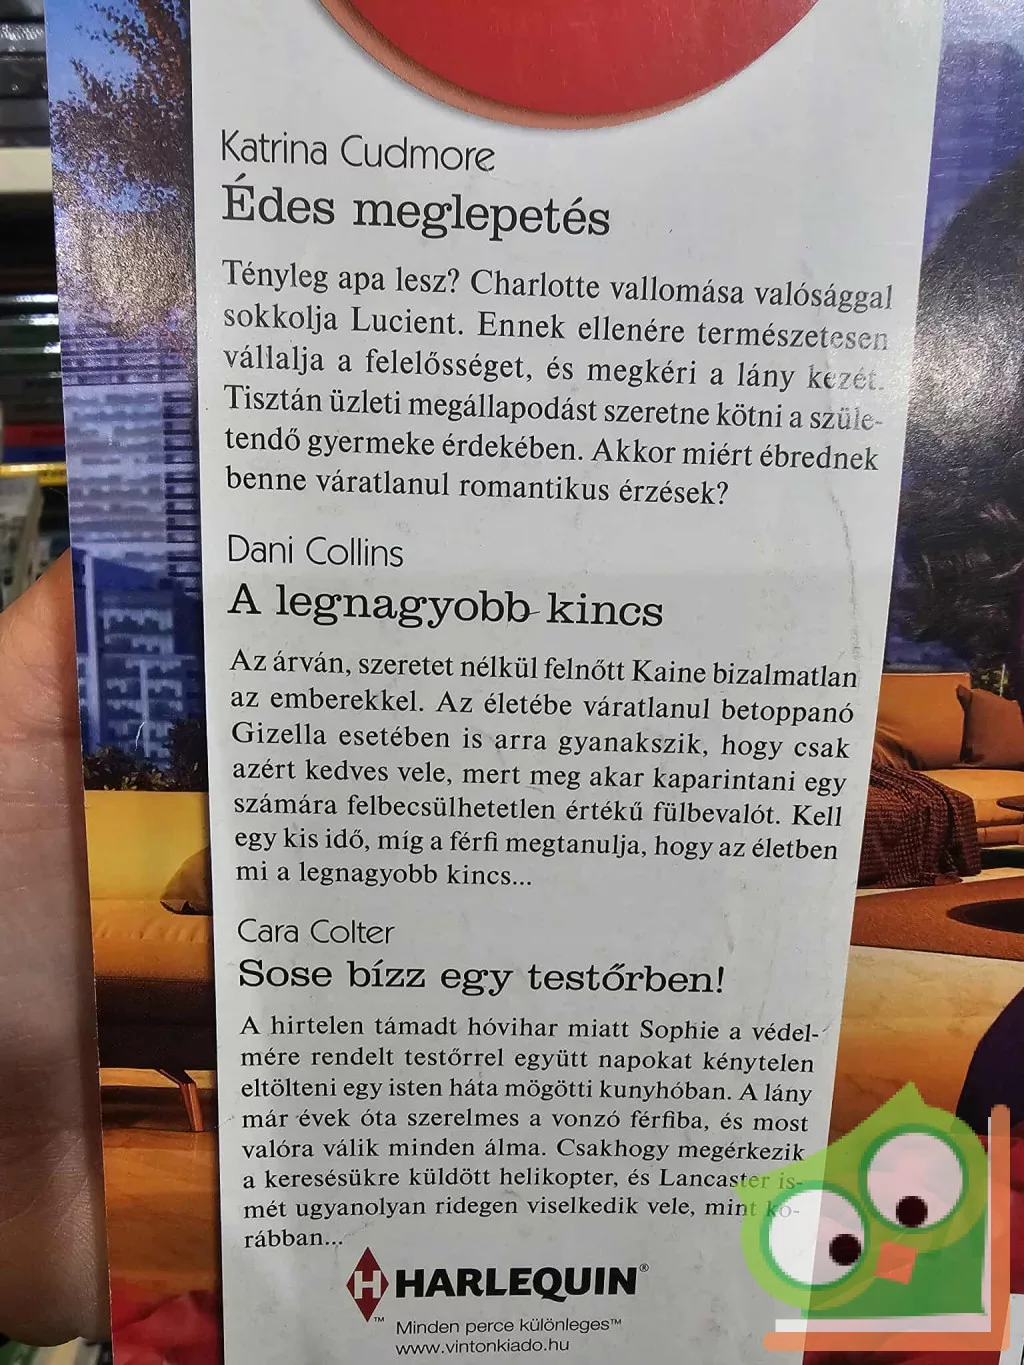 Katrina Cudmore
Édes meglepetés
Tényleg apa lesz? Charlotte vallomása valósággal
sokkolja Lucient. Ennek ellenére természetesen
vállalja a felelősséget, és megkéri a lány kezét.
Tisztán üzleti megállapodást szeretne kötni a szüle-
tendő gyermeke érdekében. Akkor miért ébrednek
benne váratlanul romantikus érzések?
Dani Collins
A legnagyobb kincs
Az árván, szeretet nélkül felnőtt Kaine bizalmatlan
az emberekkel. Az életébe váratlanul betoppanó
Gizella esetében is arra gyanakszik, hogy csak
azért kedves vele, mert meg akar kaparintani egy
számára felbecsülhetetlen értékű fülbevalót. Kell
egy kis idő, míg a férfi megtanulja, hogy az életben
mi a legnagyobb kincs...
Cara Colter
Sose bízz egy testőrben!
A hirtelen támadt hóvihar miatt Sophie a védel-
mére rendelt testőrrel együtt napokat kénytelen
eltölteni egy isten háta mögötti kunyhóban. A lány
már évek óta szerelmes a vonzó férfiba, és most
valóra válik minden álma. Csakhogy megérkezik
a keresésükre küldött helikopter, és Lancaster is-
mét ugyanolyan ridegen viselkedik vele, mint ko-
rábban...
H HARLEQUIN®
™ Minden perce különleges™
www.vintonkiado.hu